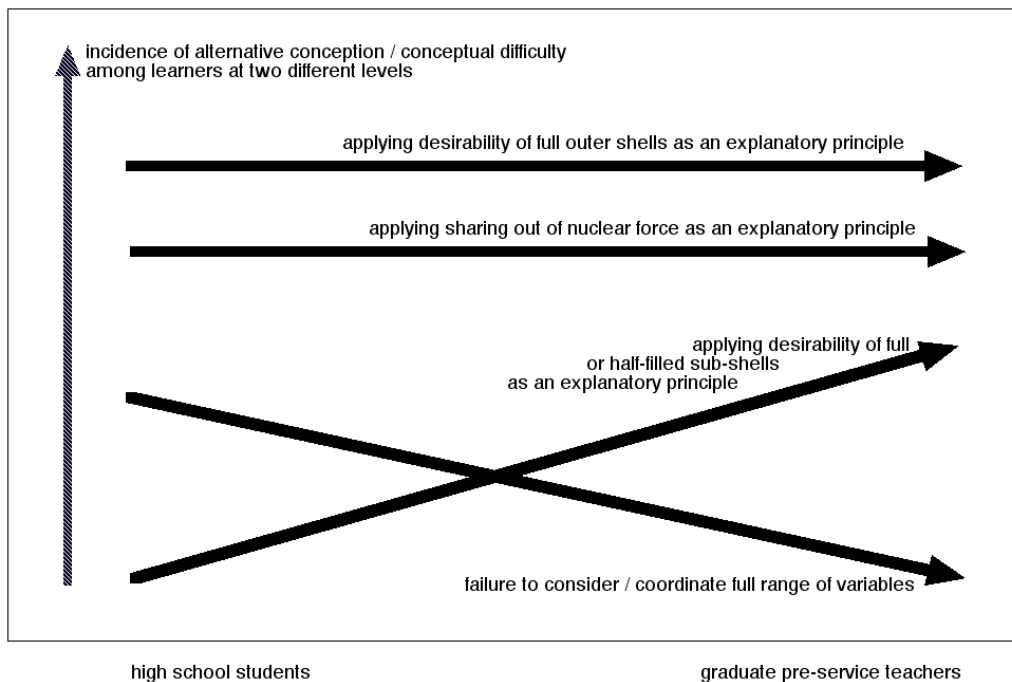 incidence of alternative conception / conceptual difficulty
among learners at two different levels
applying desirability of full outer shells as an explanatory principle
applying sharing out of nuclear force as an explanatory principle
applying desirability of full
or half-filled sub-shells
as an explanatory principle
failure to consider / coordinate full range of variables
high school students
graduate pre-service teachers